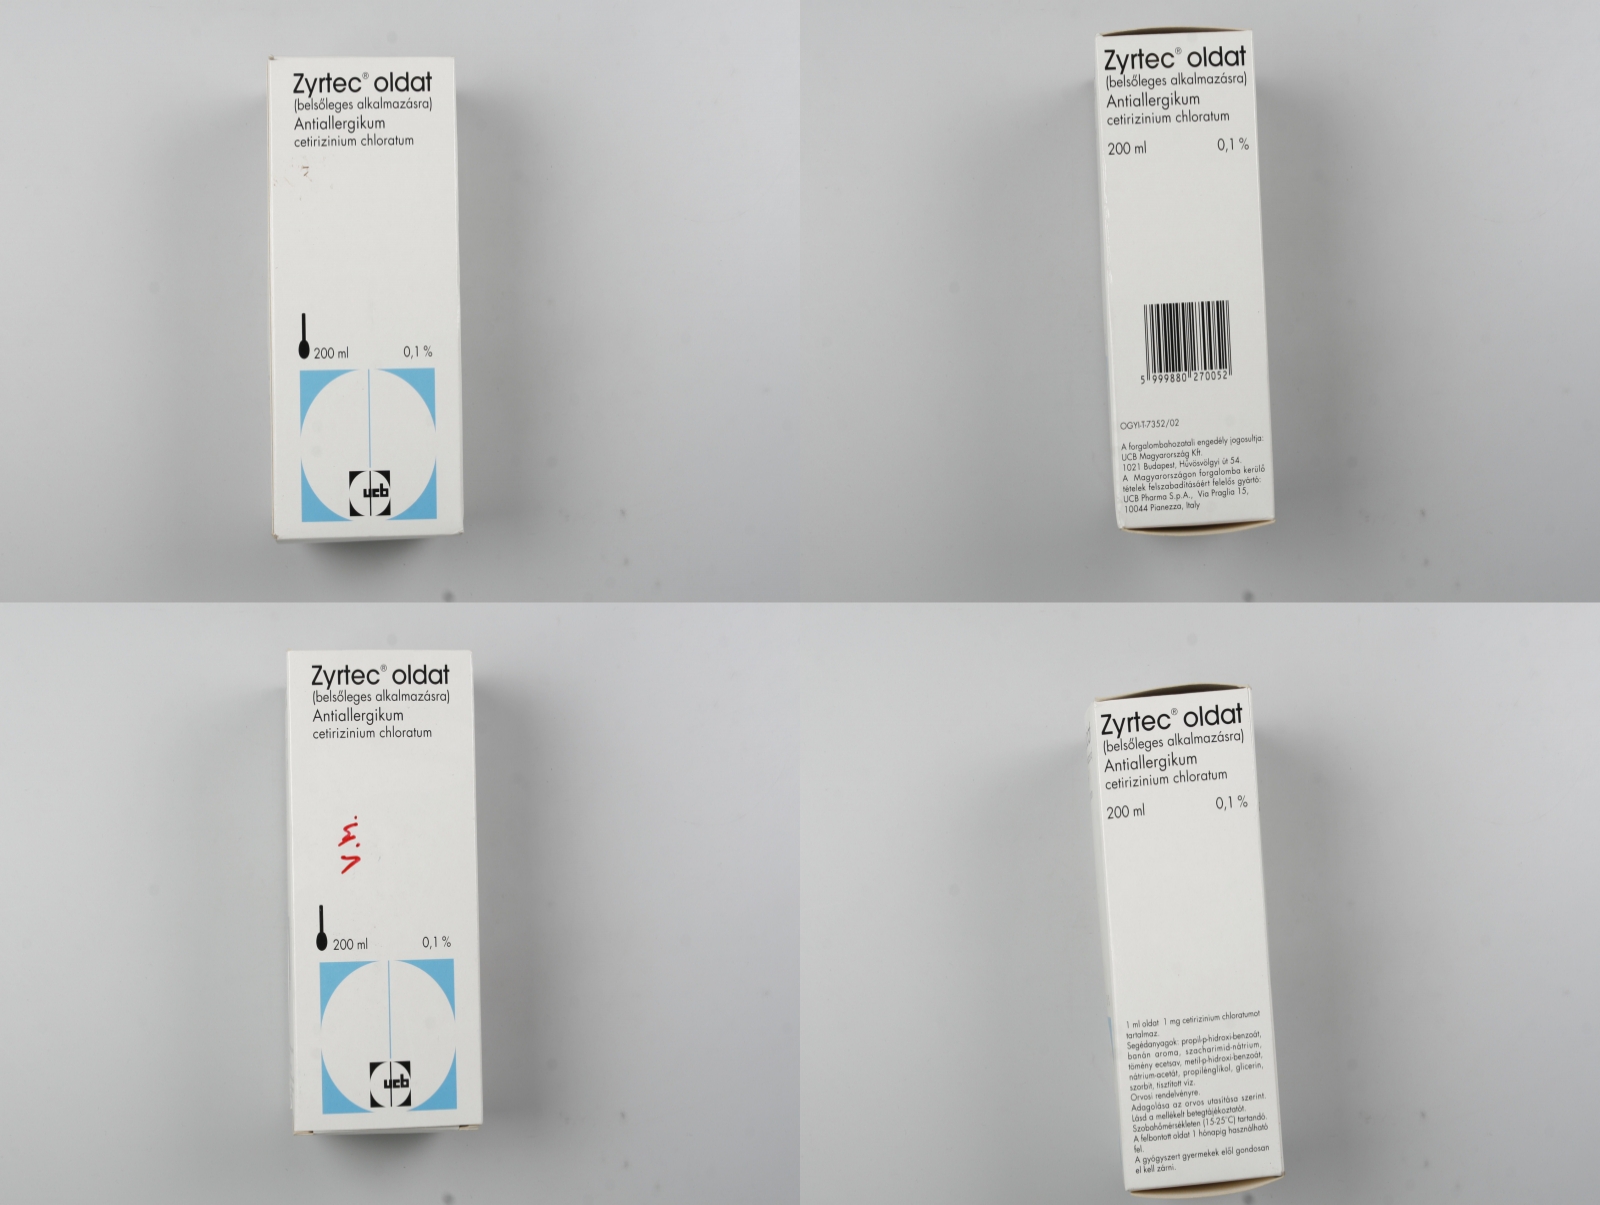 Zyrtec® oldat
(belsőleges alkalmazásra)
Antiallergikum
cetirizinium chloratum
200 ml 0,1 %
ucb
Zyrtec® oldat
(belsőleges alkalmazásra)
Antiallergikum
cetirizinium chloratum
200 ml 0,1 %
5 999880 270052
OGYI-T-7352/02
A forgalombahozatali engedély jogosultja:
UCB Magyarország Kft.
1021 Budapest, Hűvösvölgyi út 54.
A Magyarországon forgalomba kerülő
tételek felszabadításáért felelős gyártó:
UCB Pharma S.p.A., Via Praglia 15,
10044 Pianezza, Italy
Zyrtec® oldat
(belsőleges alkalmazásra)
Antiallergikum
cetirizinium chloratum
200 ml 0,1 %
ucb
Zyrtec® oldat
(belsőleges alkalmazásra)
Antiallergikum
cetirizinium chloratum
200 ml 0,1 %
1 ml oldat 1 mg cetirizinium chloratumot
tartalmaz.
Segédanyagok: propil-p-hidroxi-benzoát,
banán aroma, szacharimid-nátrium,
tömény ecetsav, metil-p-hidroxi-benzoát,
nátrium-acetát, propilénglikol, glicerin,
szorbit, tisztított víz.
Orvosi rendelvényre.
Adagolása az orvos utasítása szerint.
Lásd a mellékelt betegtájékoztatót.
Szobahőmérsékleten (15-25°C) tartandó.
A felbontott oldat 1 hónapig használható
fel.
A gyógyszert gyermekek elől gondosan
el kell zárni.